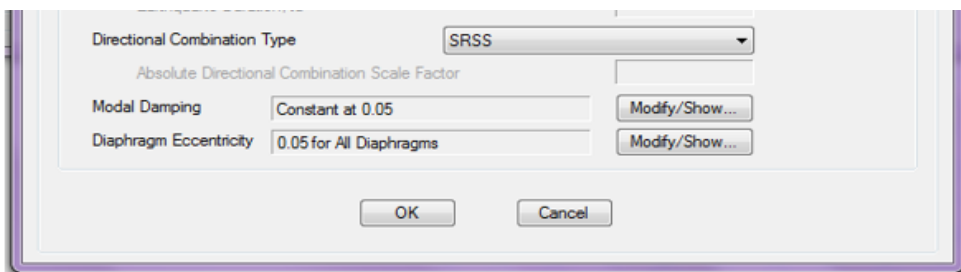 Directional Combination Type SRSS
Absolute Directional Combination Scale Factor
Modal Damping Constant at 0.05 Modify/Show...
Diaphragm Eccentricity 0.05 for All Diaphragms Modify/Show...
OK Cancel